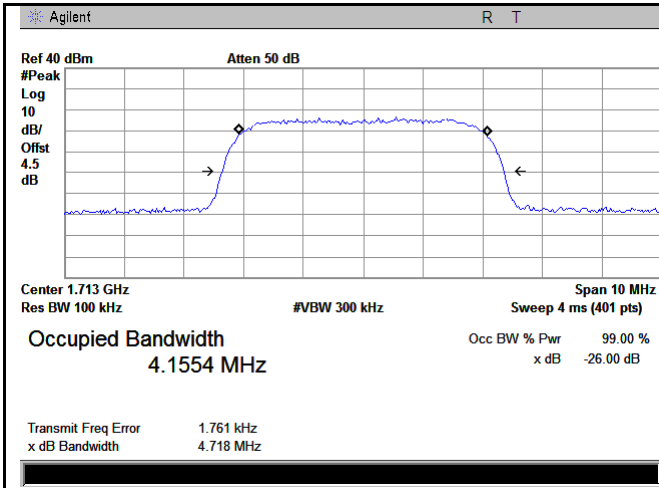 Agilent R T
Ref 40 dBm Atten 50 dB
#Peak
Log
10
dB/
Offset
4.5
dB
Center 1.713 GHz Span 10 MHz
Res BW 100 kHz #VBW 300 kHz Sweep 4 ms (401 pts)
Occupied Bandwidth Occ BW % Pwr 99.00 %
4.1554 MHz x dB -26.00 dB
Transmit Freq Error 1.761 kHz
x dB Bandwidth 4.718 MHz